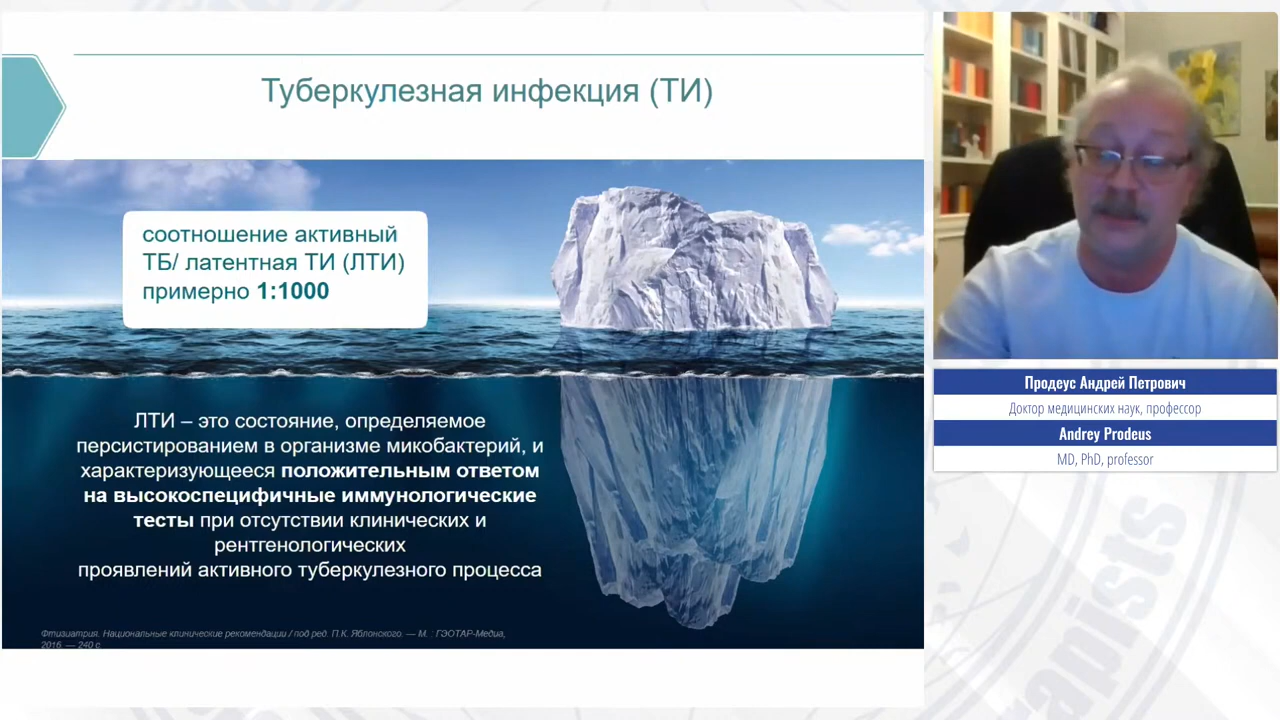 Туберкулезная инфекция (ТИ)
соотношение активный
ТБ/ латентная ТИ (ЛТИ)
примерно 1:1000
ЛТИ – это состояние, определяемое
персистированием в организме микобактерий, и
характеризующееся положительным ответом
на высокоспецифичные иммунологические
тесты при отсутствии клинических и
рентгенологических
проявлений активного туберкулезного процесса
Фтизиатрия. Национальные клинические рекомендации / под ред. П.К. Яблонского. — М. : ГЭОТАР-Медиа,
2016. — 240 с
Продеус Андрей Петрович
Доктор медицинских наук, профессор
Andrey Prodeus
MD, PhD, professor
rapists